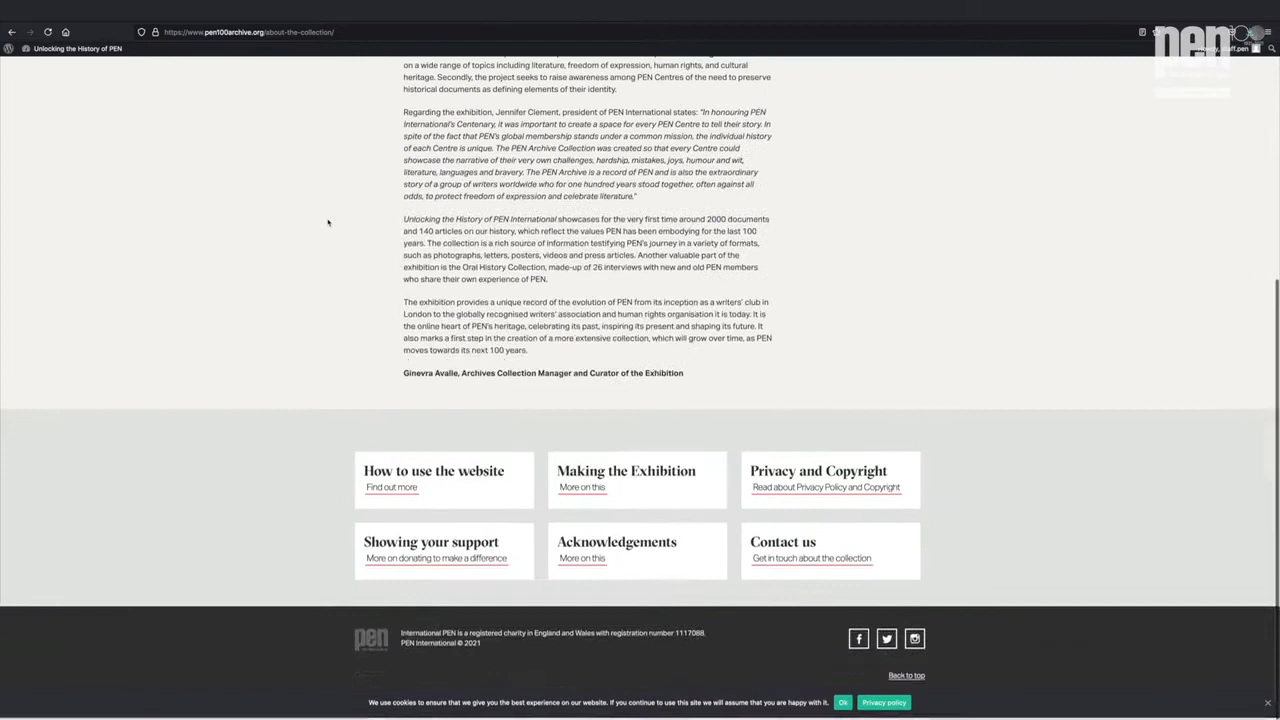 https://www.pen100archive.org/about-the-collection/
Unlocking the History of PEN
pen
staff.pen
on a wide range of topics including literature, freedom of expression, human rights, and cultural
heritage. Secondly, the project seeks to raise awareness among PEN Centres of the need to preserve
historical documents as defining elements of their identity.
Regarding the exhibition, Jennifer Clement, president of PEN International states: "In honouring PEN
International's Centenary, it was important to create a space for every PEN Centre to tell their story. In
spite of the fact that PEN's global membership stands under a common mission, the individual history
of each Centre is unique. The PEN Archive Collection was created so that every Centre could
showcase the narrative of their very own challenges, hardship, mistakes, joys, humour and wit,
literature, languages and bravery. The PEN Archive is a record of PEN and is also the extraordinary
story of a group of writers worldwide who for one hundred years stood together, often against all
odds, to protect freedom of expression and celebrate literature."
Unlocking the History of PEN International showcases for the very first time around 2000 documents
and 140 articles on our history, which reflect the values PEN has been embodying for the last 100
years. The collection is a rich source of information testifying PEN's journey in a variety of formats,
such as photographs, letters, posters, videos and press articles. Another valuable part of the
exhibition is the Oral History Collection, made-up of 26 interviews with new and old PEN members
who share their own experience of PEN.
The exhibition provides a unique record of the evolution of PEN from its inception as a writers' club in
London to the globally recognised writers' association and human rights organisation it is today. It is
the online heart of PEN's heritage, celebrating its past, inspiring its present and shaping its future. It
also marks a first step in the creation of a more extensive collection, which will grow over time, as PEN
moves towards its next 100 years.
Ginevra Avalle, Archives Collection Manager and Curator of the Exhibition
How to use the website
Find out more
Making the Exhibition
More on this
Privacy and Copyright
Read about Privacy Policy and Copyright
Showing your support
More on donating to make a difference
Acknowledgements
More on this
Contact us
Get in touch about the collection
pen
International PEN is a registered charity in England and Wales with registration number 1117088.
PEN International © 2021
Back to top
We use cookies to ensure that we give you the best experience on our website. If you continue to use this site we will assume that you are happy with it.
Ok
Privacy policy